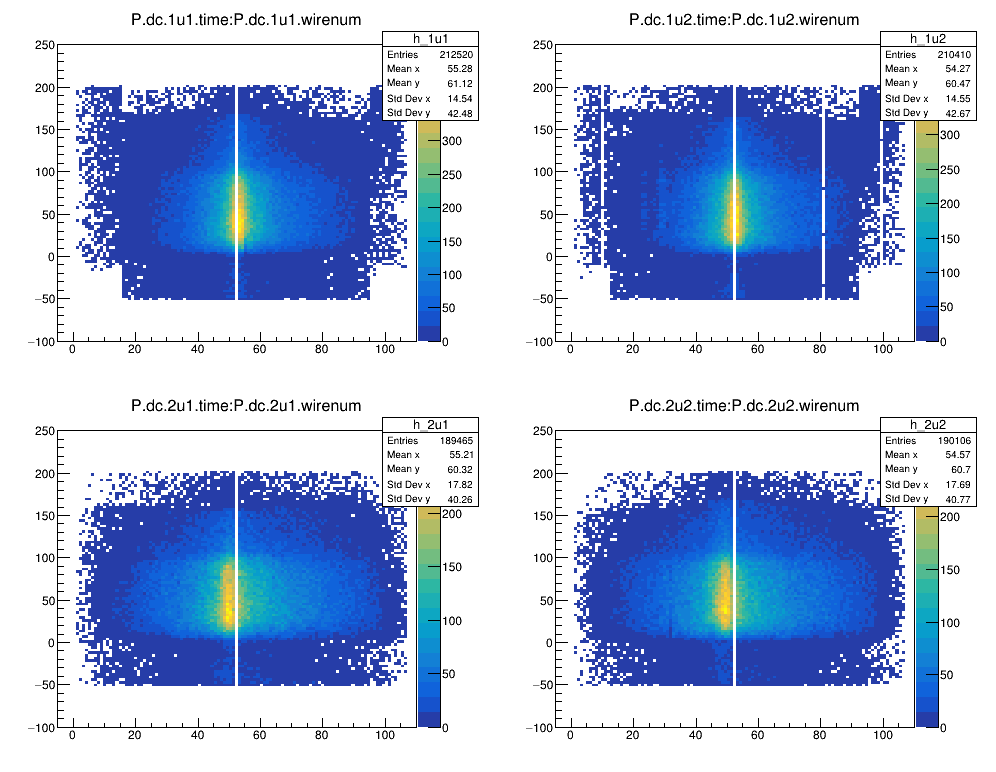 P.dc.1u1.time:P.dc.1u1.wirenum
h_1u1
Entries 212520
Mean x 55.28
Mean y 61.12
Std Dev x 14.54
Std Dev y 42.48
250
200
150
100
50
0
−50
−100
0 20 40 60 80 100
300
250
200
150
100
50
0
P.dc.1u2.time:P.dc.1u2.wirenum
h_1u2
Entries 210410
Mean x 54.27
Mean y 60.47
Std Dev x 14.55
Std Dev y 42.67
250
200
150
100
50
0
−50
−100
0 20 40 60 80 100
300
250
200
150
100
50
0
P.dc.2u1.time:P.dc.2u1.wirenum
h_2u1
Entries 189465
Mean x 55.21
Mean y 60.32
Std Dev x 17.82
Std Dev y 40.26
250
200
150
100
50
0
−50
−100
0 20 40 60 80 100
200
150
100
50
0
P.dc.2u2.time:P.dc.2u2.wirenum
h_2u2
Entries 190106
Mean x 54.57
Mean y 60.7
Std Dev x 17.69
Std Dev y 40.77
250
200
150
100
50
0
−50
−100
0 20 40 60 80 100
200
150
100
50
0